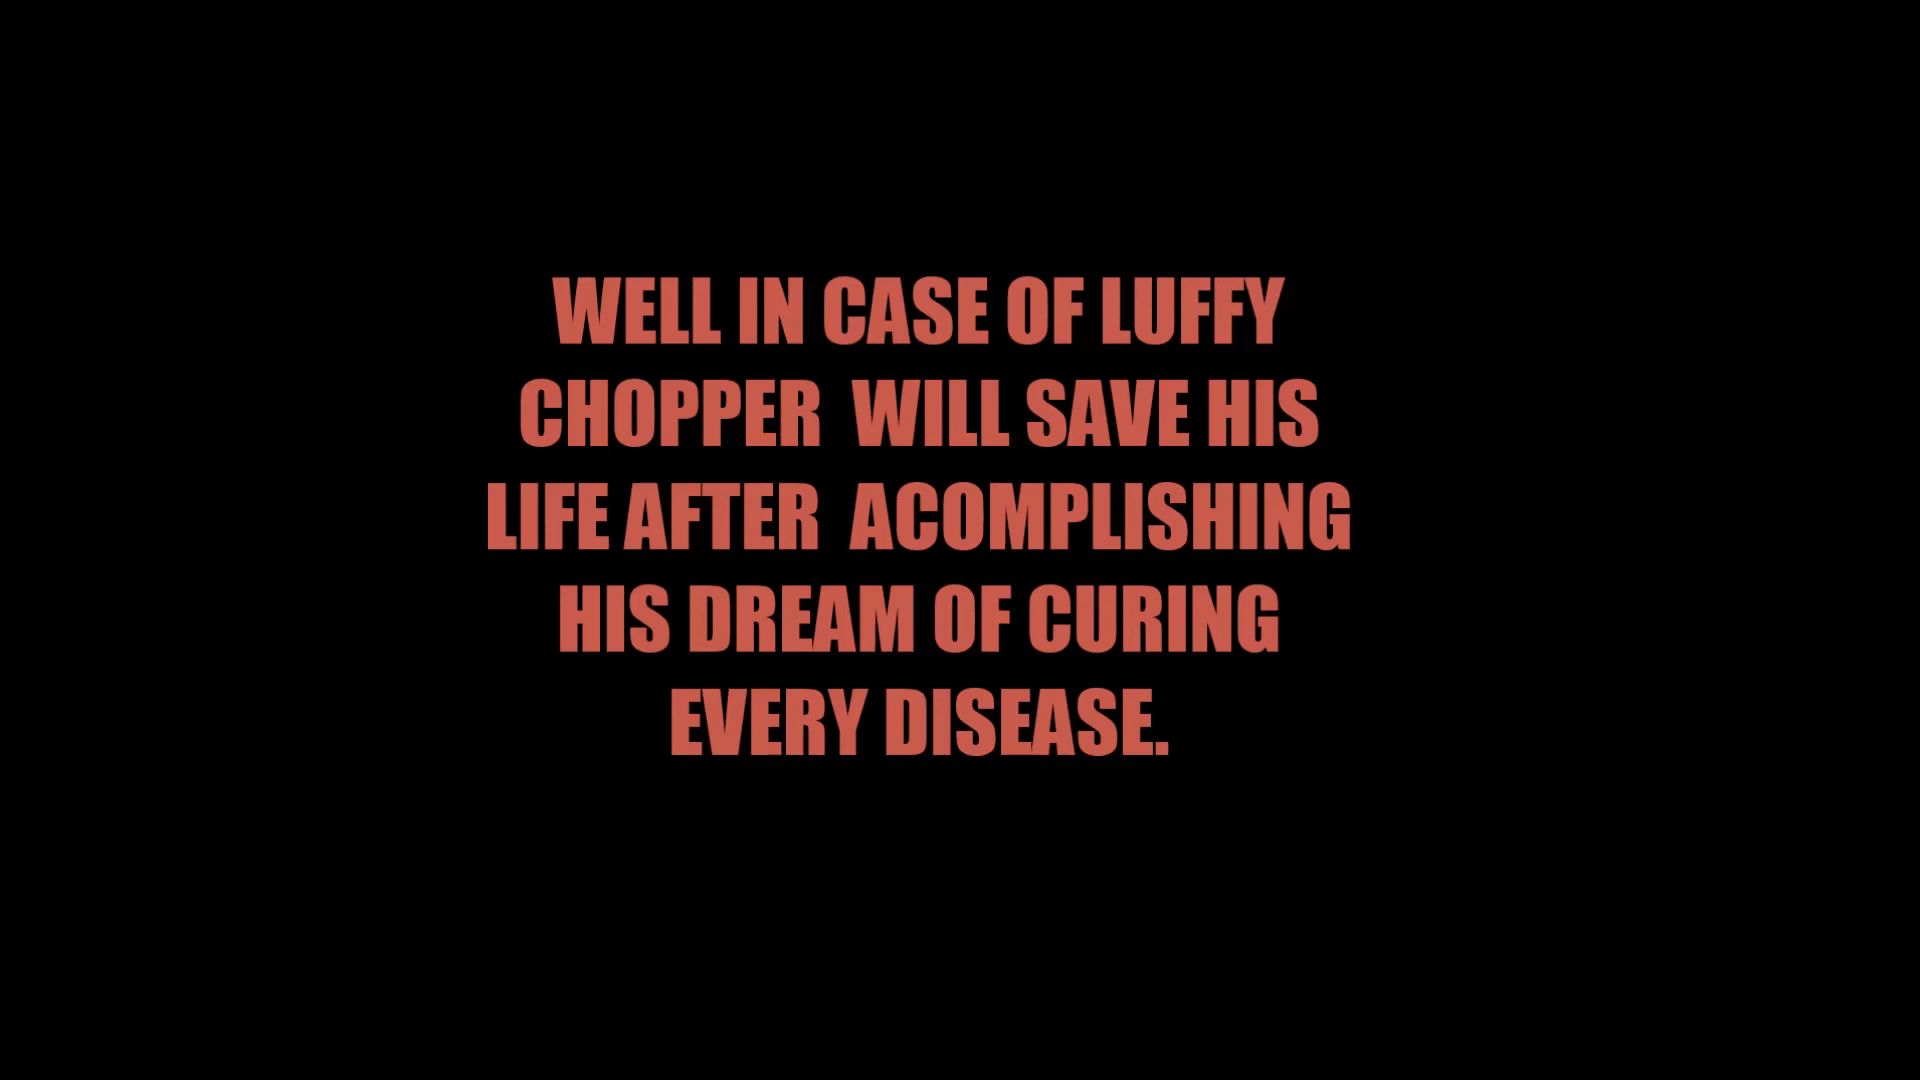 WELL IN CASE OF LUFFY
CHOPPER  WILL SAVE HIS
LIFE AFTER  ACOMPLISHING
HIS DREAM OF CURING
EVERY DISEASE.